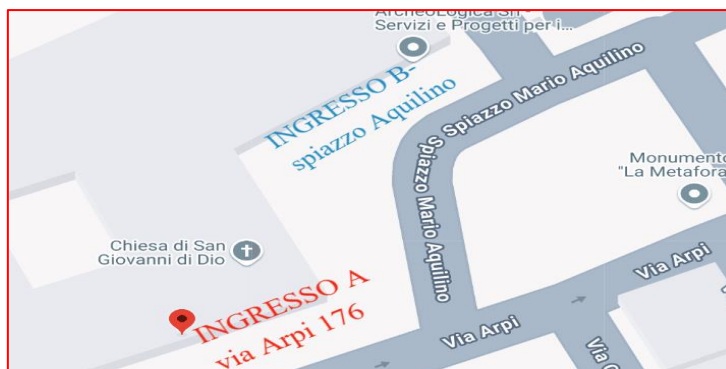 ArcheoLogica Srl -
Servizi e Progetti per i...
INGRESSO B-
spiazzo Aquilino
Spiazzo Mario Aquilino
Spiazzo Mario Aquilino
Monumento
"La Metafora
Chiesa di San
Giovanni di Dio
INGRESSO A
via Arpi 176
Via Arpi
Via Arpi